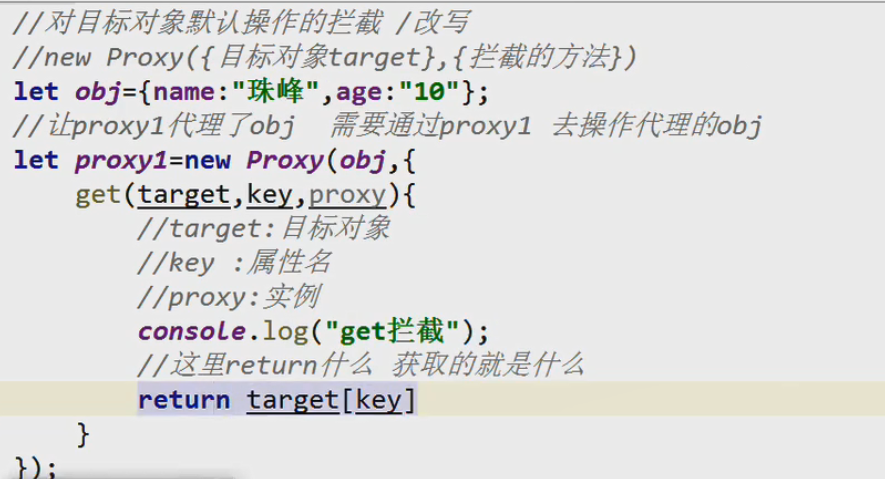 //对目标对象默认操作的拦截 /改写
//new Proxy({目标对象target},{拦截的方法})
let obj={name:"珠峰",age:"10"};
//让proxy1代理了obj  需要通过proxy1 去操作代理的obj
let proxy1=new Proxy(obj,{
    get(target,key,proxy){
        //target:目标对象
        //key :属性名
        //proxy:实例
        console.log("get拦截");
        //这里return什么 获取的就是什么
        return target[key]
    }
});